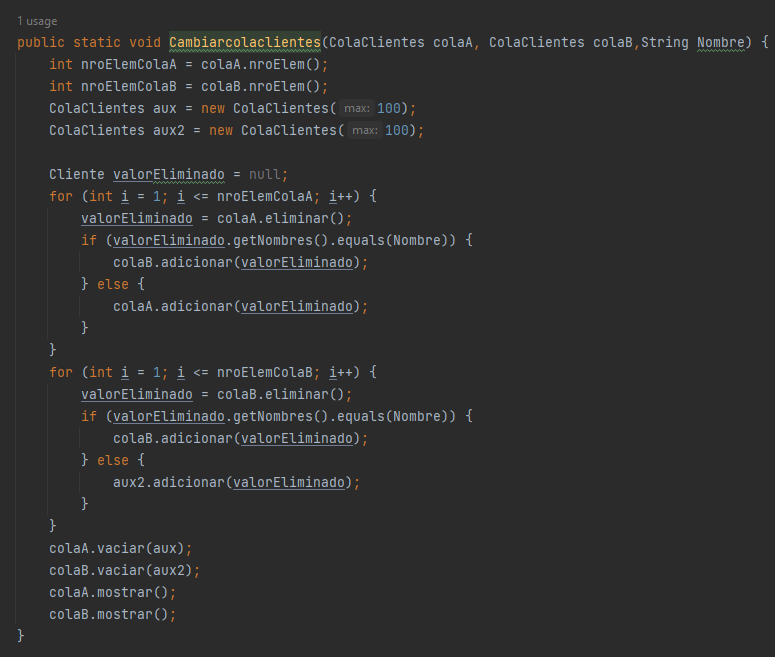 1 usage
public static void Cambiarcolaclientes(ColaClientes colaA, ColaClientes colaB,String Nombre) {
    int nroElemColaA = colaA.nroElem();
    int nroElemColaB = colaB.nroElem();
    ColaClientes aux = new ColaClientes( max: 100);
    ColaClientes aux2 = new ColaClientes( max: 100);

    Cliente valorEliminado = null;
    for (int i = 1; i <= nroElemColaA; i++) {
        valorEliminado = colaA.eliminar();
        if (valorEliminado.getNombres().equals(Nombre)) {
            colaB.adicionar(valorEliminado);
        } else {
            colaA.adicionar(valorEliminado);
        }
    }
    for (int i = 1; i <= nroElemColaB; i++) {
        valorEliminado = colaB.eliminar();
        if (valorEliminado.getNombres().equals(Nombre)) {
            colaB.adicionar(valorEliminado);
        } else {
            aux2.adicionar(valorEliminado);
        }
    }
    colaA.vaciar(aux);
    colaB.vaciar(aux2);
    colaA.mostrar();
    colaB.mostrar();
}